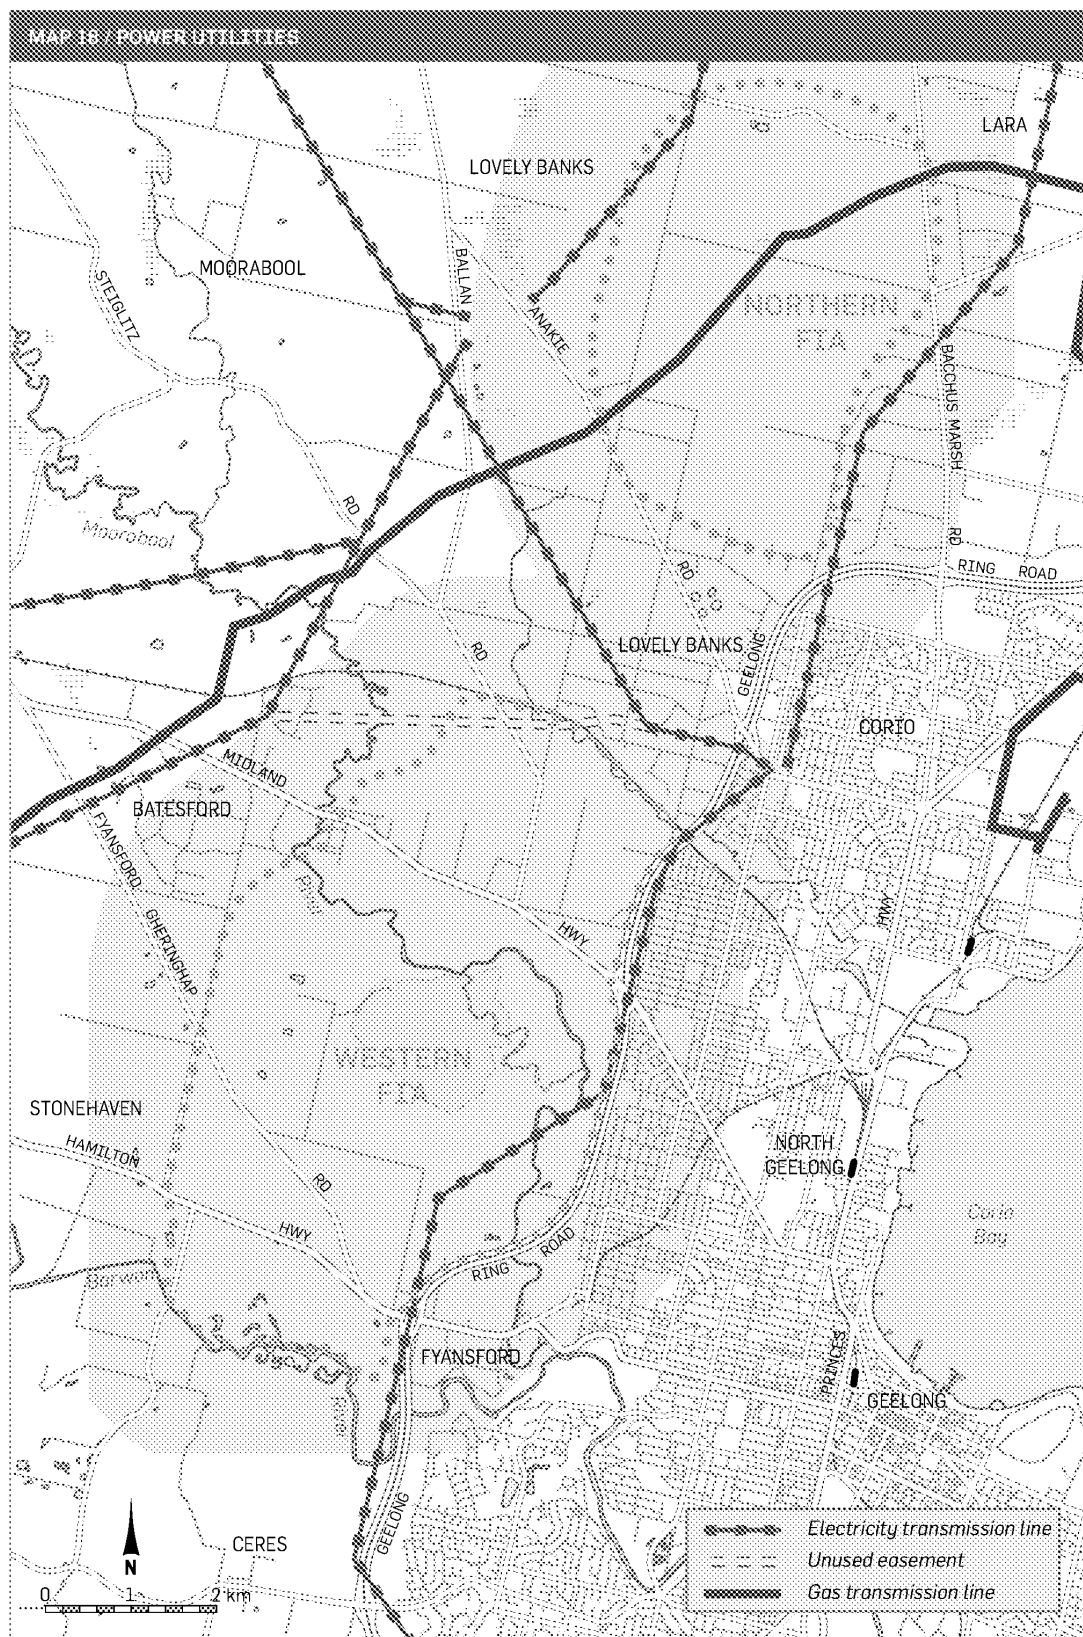 MAP 18 / POWER UTILITIES
LARA
LOVELY BANKS
MOORABOOL
BALLAN
STEIGLITZ
ANAKIE
NORTHERN
FIA
BACCHUS MARSH
RD
Moorabool
RD
RD
RING ROAD
RD
LOVELY BANKS
GEELONG
CORIO
MIDLAND
BATESFORD
FYANSFORD
GHERINGHAP
River
HWY
HWY
WESTERN
FIA
STONEHAVEN
HAMILTON
NORTH
GEELONG
RD
HWY
Corio
Bay
ROAD
RING
Barwon
FYANSFORD
PRINCES
GEELONG
River
GEELONG
CERES
N
0 1 2 km
Electricity transmission line
Unused easement
Gas transmission line